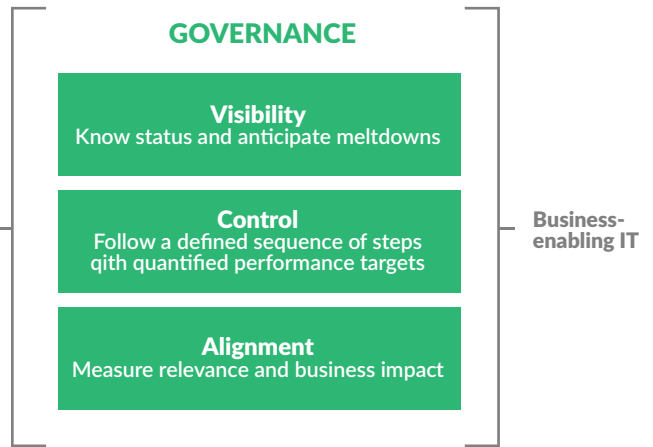 GOVERNANCE
Visibility
Know status and anticipate meltdowns
Control
Follow a defined sequence of steps
qith quantified performance targets
Alignment
Measure relevance and business impact
Business-
enabling IT